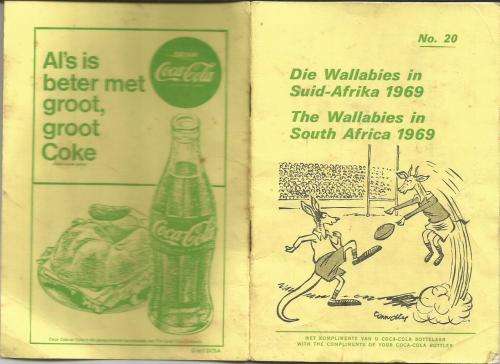 DRINK
Coca-Cola
Al's is
beter met
groot,
groot
Coke
Coca-Cola
No. 20
Die Wallabies in
Suid-Afrika 1969
The Wallabies in
South Africa 1969
Connolly
MET KOMPLIMENTE VAN U COCA-COLA BOTTELAAR
WITH THE COMPLIMENTS OF YOUR COCA-COLA BOTTLER